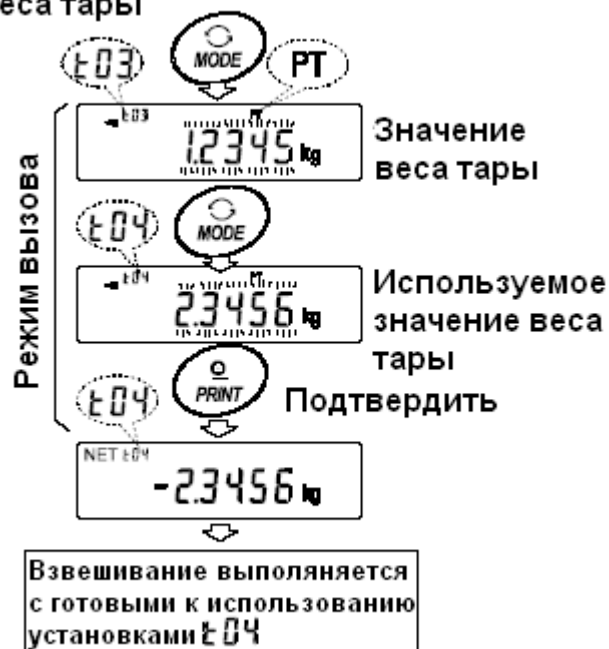 еса тары
t03
MODE
PT
t03 PT
1.2345 kg
Значение
веса тары
Режим вызова
t04
MODE
t04 PT
2.3456 kg
Используемое
значение веса
тары
t04
PRINT
Подтвердить
NET t04
-2.3456 kg
Взвешивание выполяняется
с готовыми к использованию
установками t04